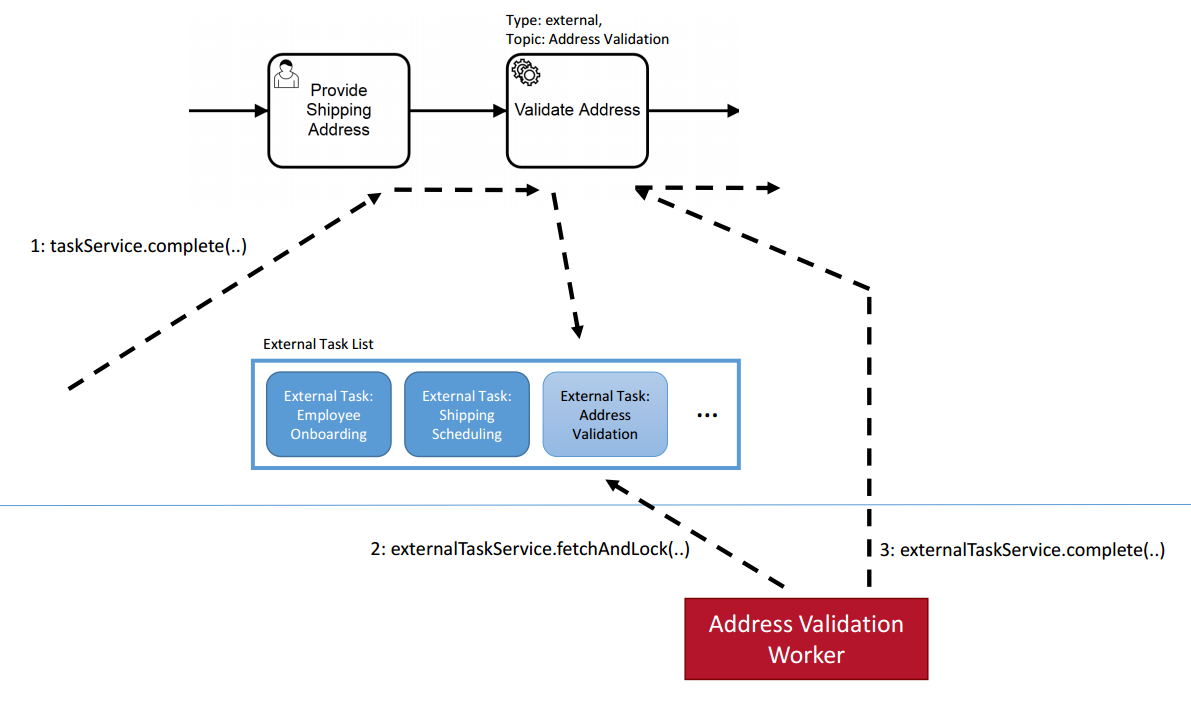 Type: external,
Topic: Address Validation
Provide
Shipping
Address
Validate Address
1: taskService.complete(..)
External Task List
External Task:
Employee
Onboarding
External Task:
Shipping
Scheduling
External Task:
Address
Validation
...
2: externalTaskService.fetchAndLock(..)
3: externalTaskService.complete(..)
Address Validation
Worker